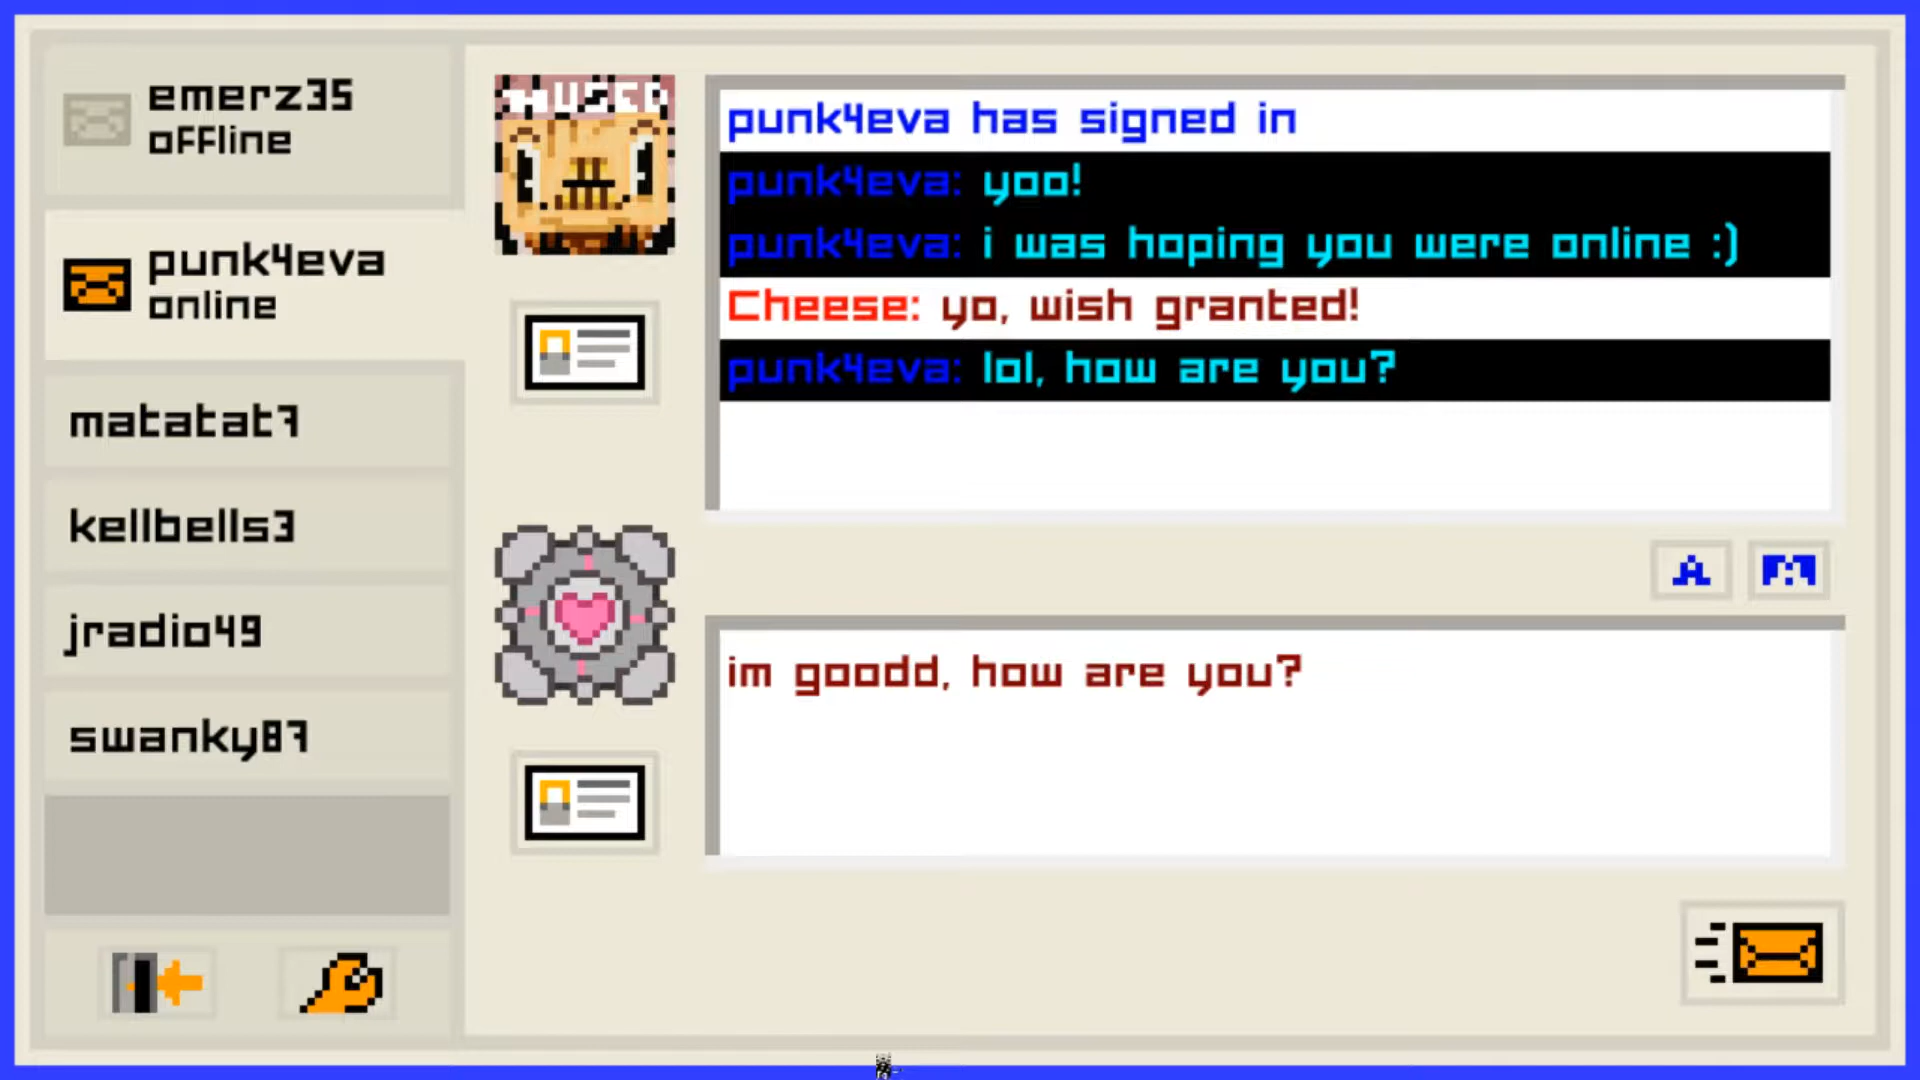 emerz35
offline
punk4eva
online
matatat7
kellbells3
jradio49
swanky87
punk4eva has signed in
punk4eva: yoo!
punk4eva: i was hoping you were online :)
Cheese: yo, wish granted!
punk4eva: lol, how are you?
A
im goodd, how are you?